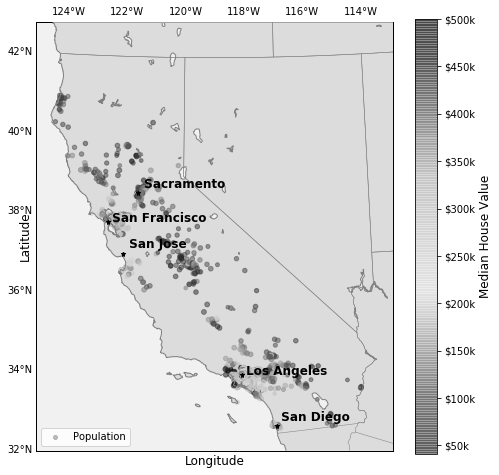 124°W 122°W 120°W 118°W 116°W 114°W
42°N
40°N
38°N
36°N
34°N
32°N
Latitude
Longitude
Sacramento
San Francisco
San Jose
Los Angeles
San Diego
Population
$500k
$450k
$400k
$350k
$300k
$250k
$200k
$150k
$100k
$50k
Median House Value